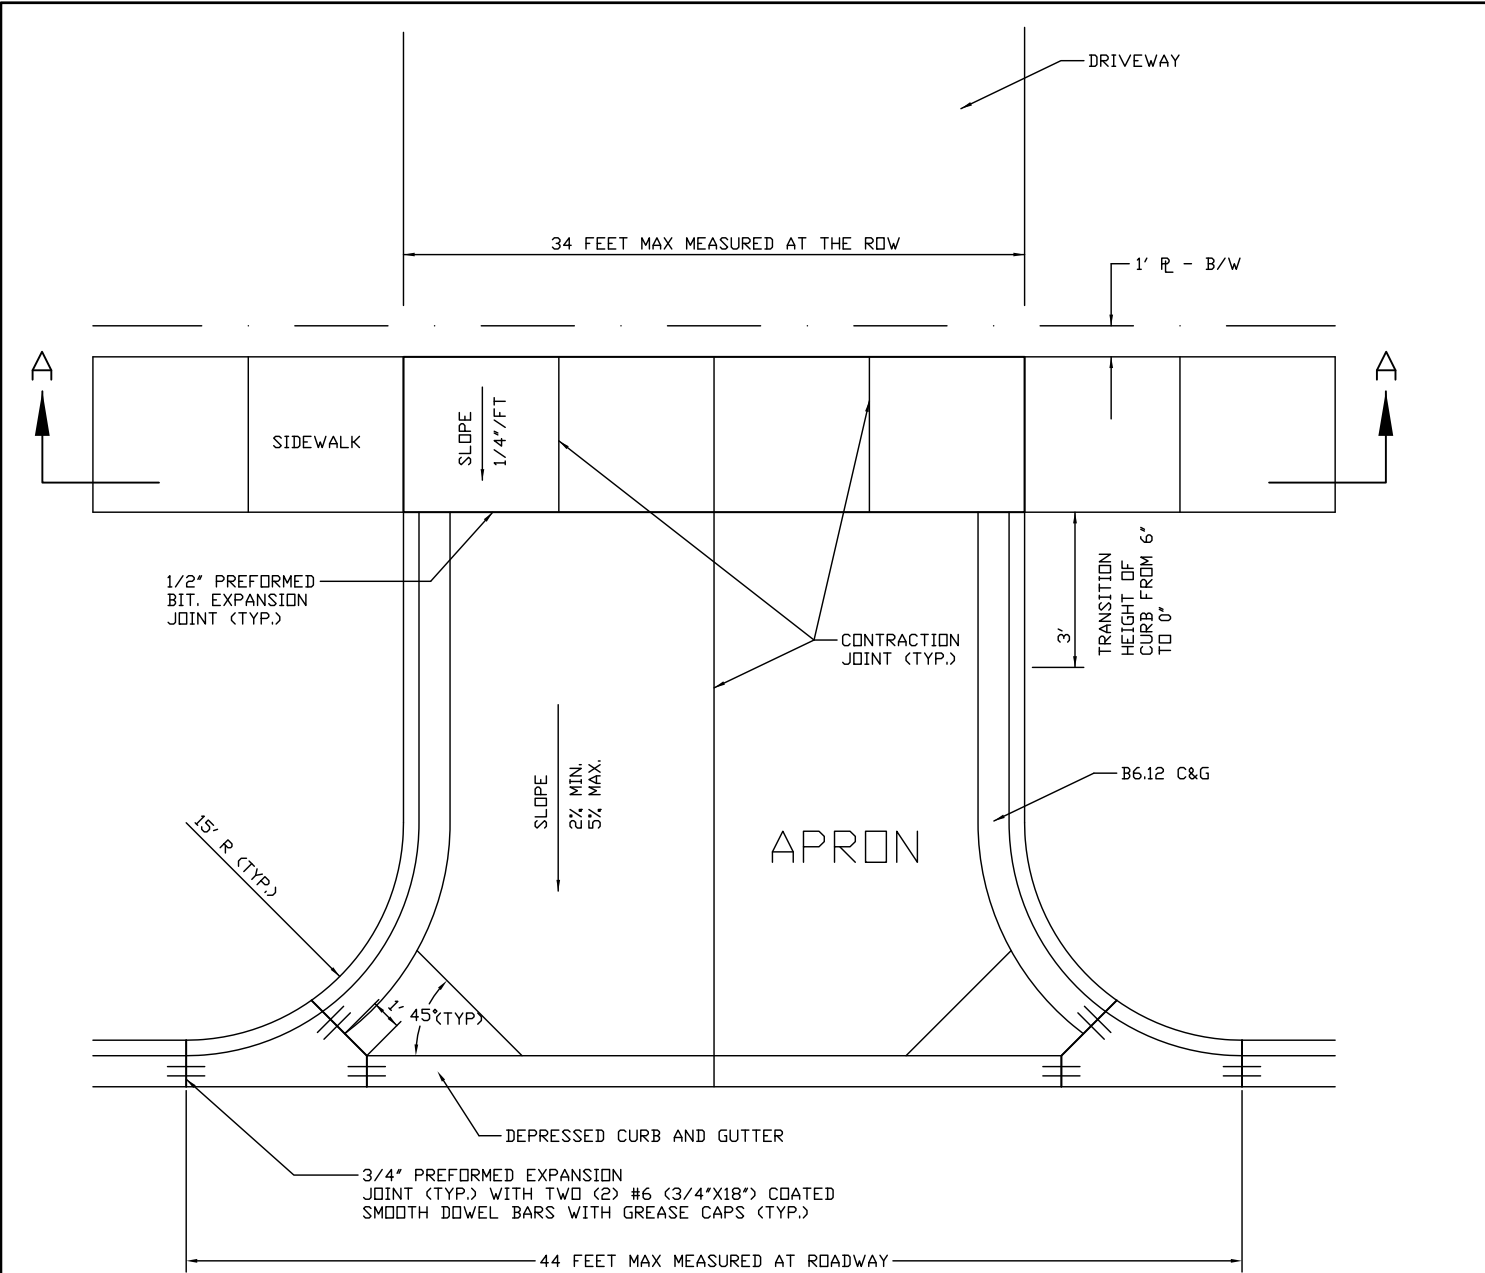 DRIVEWAY
34 FEET MAX MEASURED AT THE ROW
1' ⅊ - B/W
A
A
SIDEWALK
SLOPE
1/4"/FT
1/2" PREFORMED
BIT. EXPANSION
JOINT (TYP.)
CONTRACTION
JOINT (TYP.)
3'
TRANSITION
HEIGHT OF
CURB FROM 6"
TO 0"
B6.12 C&G
SLOPE
2% MIN.
5% MAX.
APRON
15' R (TYP.)
1'
45°(TYP)
DEPRESSED CURB AND GUTTER
3/4" PREFORMED EXPANSION
JOINT (TYP.) WITH TWO (2) #6 (3/4"X18") COATED
SMOOTH DOWEL BARS WITH GREASE CAPS (TYP.)
44 FEET MAX MEASURED AT ROADWAY